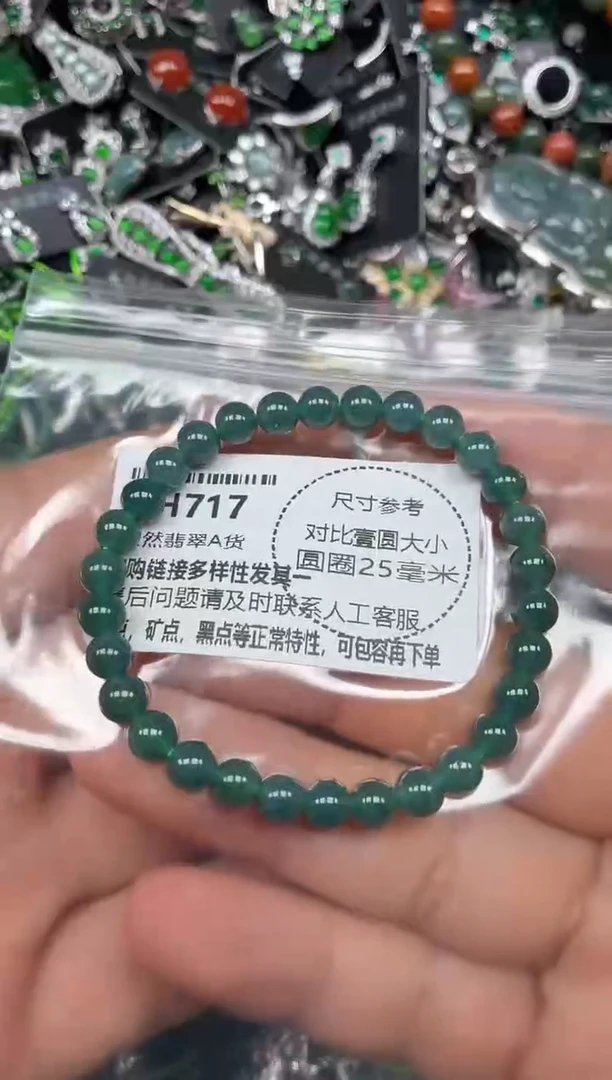 H717
尺寸参考
对比壹圆大小
圆圈25毫米
然翡翠A货
购链接多样性发其一
后问题请及时联系人工客服
，矿点，黑点等正常特性，可包容再下单